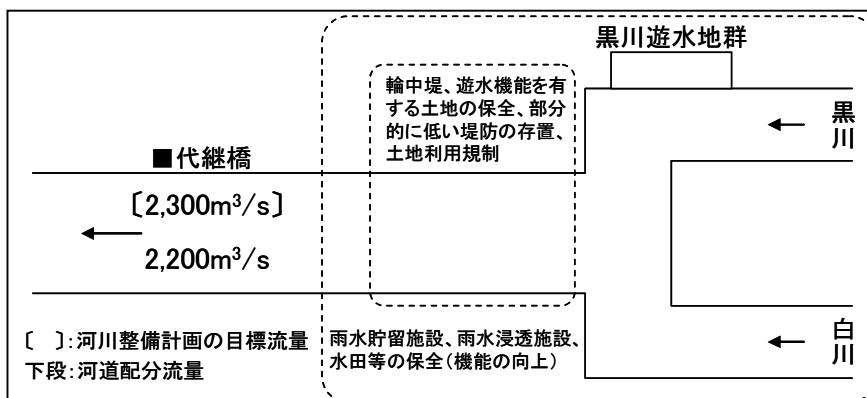 黒川遊水地群
輪中堤、遊水機能を有
する土地の保全、部分
的に低い堤防の存置、
土地利用規制
黒川
■代継橋
〔2,300m³/s〕
2,200m³/s
〔　〕:河川整備計画の目標流量
下段:河道配分流量
雨水貯留施設、雨水浸透施設、
水田等の保全(機能の向上)
白川